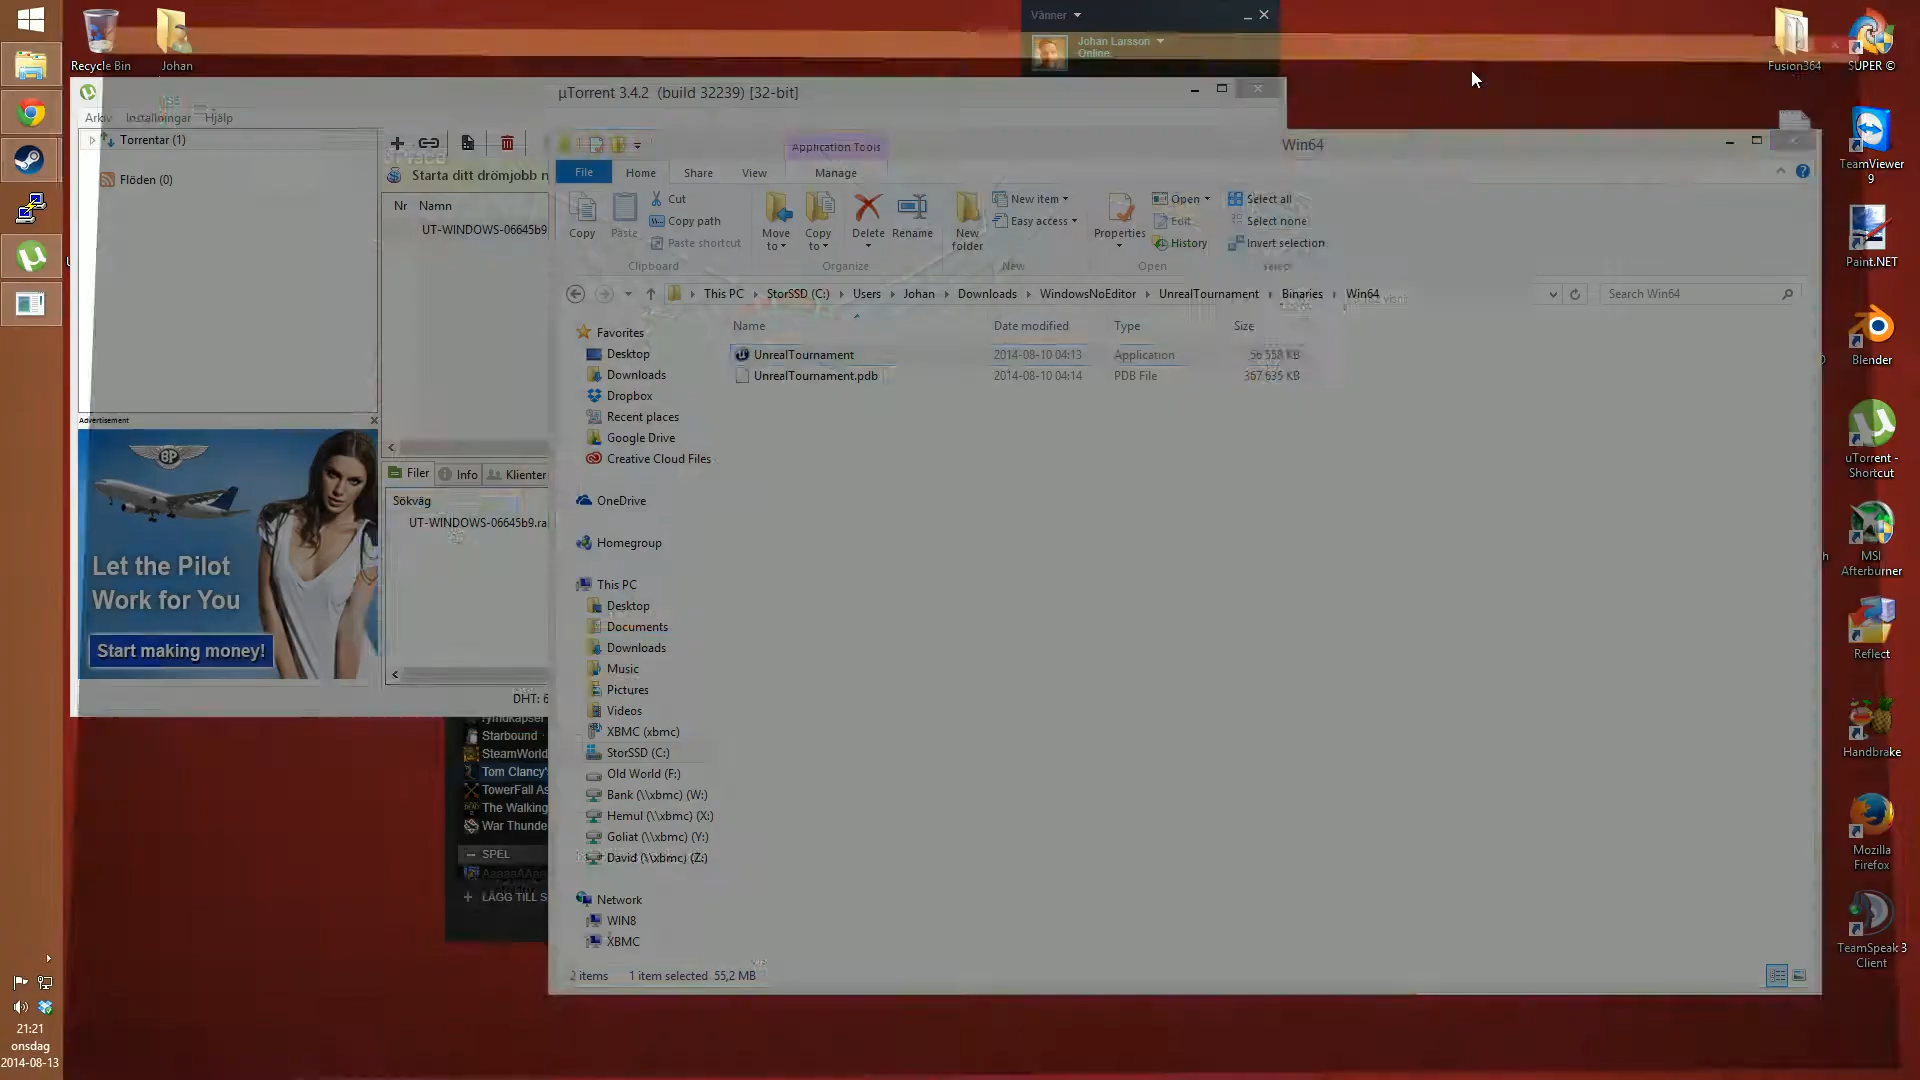 Recycle Bin
Johan
Vänner
Johan Larsson
Online
Fusion364
SUPER ©
µTorrent 3.4.2 (build 32239) [32-bit]
Arkiv Inställningar Hjälp
Torrentar (1)
Flöden (0)
Starta ditt drömjobb
Nr Namn
UT-WINDOWS-06645b9
Advertisement
BP
Let the Pilot
Work for You
Start making money!
Filer Info Klienter
Sökväg
UT-WINDOWS-06645b9.ra
DHT: 6
Application Tools
Win64
File Home Share View Manage
Copy
Paste
Cut
Copy path
Paste shortcut
Clipboard
Move to
Copy to
Delete
Rename
Organize
New folder
New item
Easy access
New
Properties
Open
Edit
History
Open
Select all
Select none
Invert selection
Select
This PC StorSSD (C:) Users Johan Downloads WindowsNoEditor UnrealTournament Binaries Win64
Search Win64
Name Date modified Type Size
UnrealTournament 2014-08-10 04:13 Application 56 558 KB
UnrealTournament.pdb 2014-08-10 04:14 PDB File 367 635 KB
Favorites
Desktop
Downloads
Dropbox
Recent places
Google Drive
Creative Cloud Files
OneDrive
Homegroup
This PC
Desktop
Documents
Downloads
Music
Pictures
Videos
XBMC (xbmc)
StorSSD (C:)
Old World (F:)
Bank (\\xbmc) (W:)
Hemul (\\xbmc) (X:)
Goliat (\\xbmc) (Y:)
David (\\xbmc) (Z:)
Network
WIN8
XBMC
2 items 1 item selected 55,2 MB
Starbound
SteamWorld
Tom Clancy'
TowerFall As
The Walking
War Thunde
SPEL
LÄGG TILL S
TeamViewer
9
Paint.NET
Blender
uTorrent -
Shortcut
MSI
Afterburner
Reflect
Handbrake
Mozilla
Firefox
TeamSpeak 3
Client
21:21
onsdag
2014-08-13